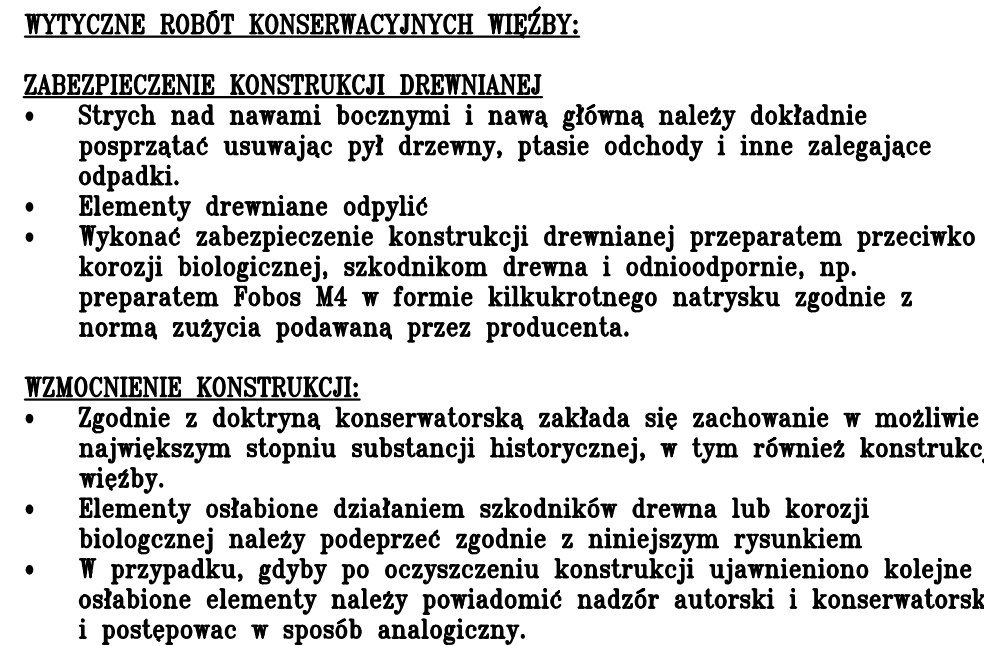 WYTYCZNE ROBÓT KONSERWACYJNYCH WIĘŹBY:
ZABEZPIECZENIE KONSTRUKCJI DREWNIANEJ
• Strych nad nawami bocznymi i nawą główną należy dokładnie
posprzątać usuwając pył drzewny, ptasie odchody i inne zalegające
odpadki.
• Elementy drewniane odpylić
• Wykonać zabezpieczenie konstrukcji drewnianej przeparatem przeciwko
korozji biologicznej, szkodnikom drewna i odnioodpornie, np.
preparatem Fobos M4 w formie kilkukrotnego natrysku zgodnie z
normą zużycia podawaną przez producenta.
WZMOCNIENIE KONSTRUKCJI:
• Zgodnie z doktryną konserwatorską zakłada się zachowanie w możliwie
największym stopniu substancji historycznej, w tym również konstrukc
więźby.
• Elementy osłabione działaniem szkodników drewna lub korozji
biologcznej należy podeprzeć zgodnie z niniejszym rysunkiem
• W przypadku, gdyby po oczyszczeniu konstrukcji ujawnieniono kolejne
osłabione elementy należy powiadomić nadzór autorski i konserwatorsk
i postępowac w sposób analogiczny.